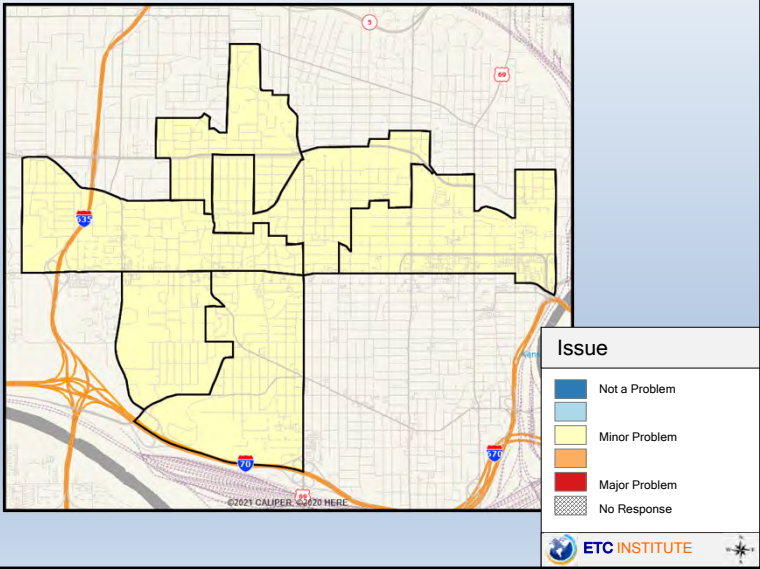 5
69
635
Issue
Not a Problem
Minor Problem
Major Problem
No Response
70
670
69
©2021 CALIPER; ©2020 HERE
ETC INSTITUTE